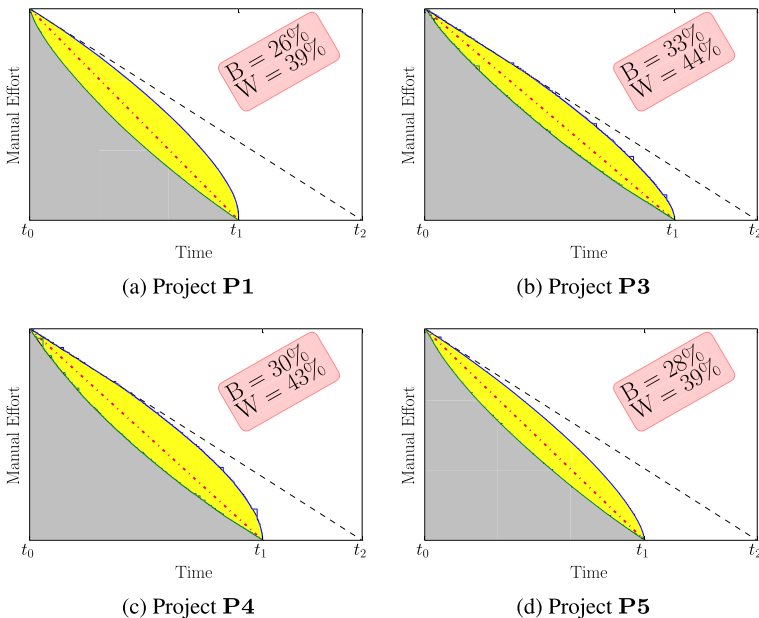 B = 26%
W = 39%
Manual Effort
t0 t1 t2
Time
(a) Project P1
B = 33%
W = 44%
Manual Effort
t0 t1 t2
Time
(b) Project P3
B = 30%
W = 43%
Manual Effort
t0 t1 t2
Time
(c) Project P4
B = 28%
W = 39%
Manual Effort
t0 t1 t2
Time
(d) Project P5